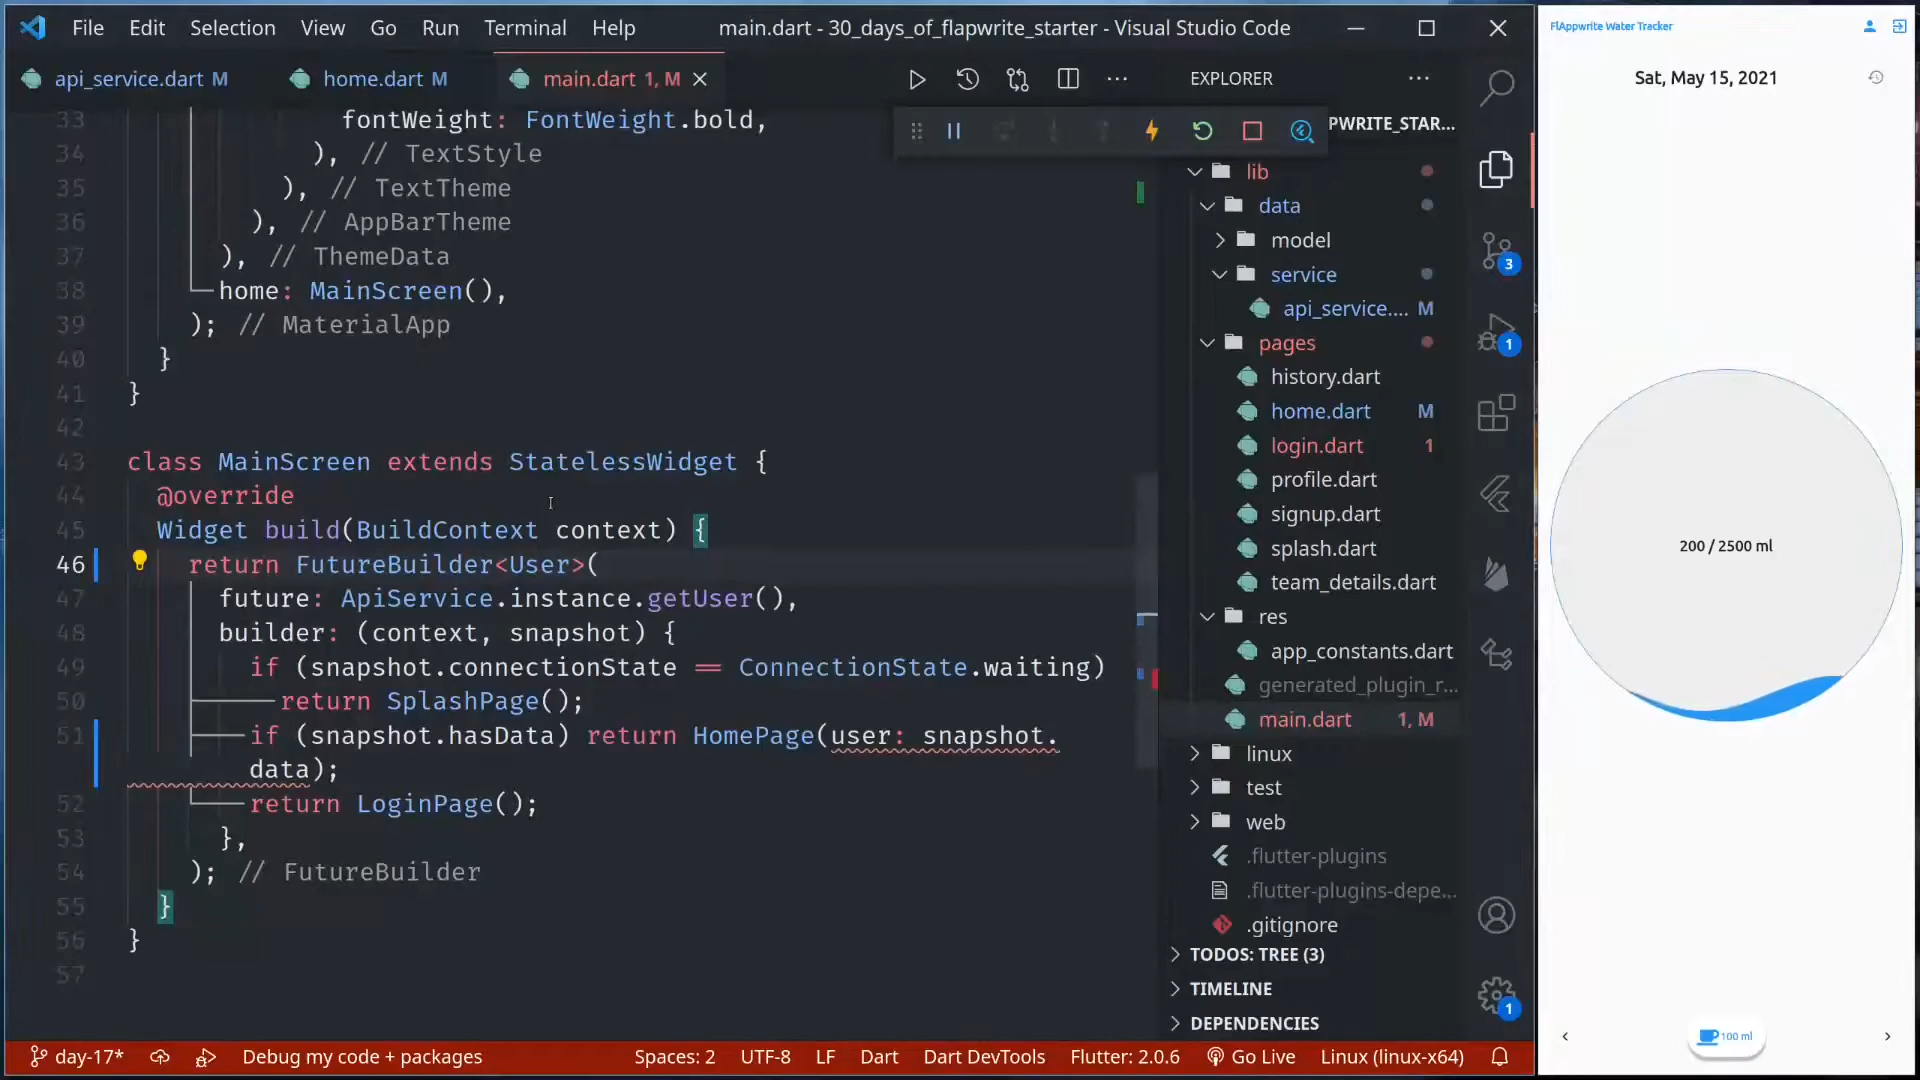 File Edit Selection View Go Run Terminal Help main.dart - 30_days_of_flapwrite_starter - Visual Studio Code
api_service.dart M home.dart M main.dart 1, M
33 fontWeight: FontWeight.bold,
34 ), // TextStyle
35 ), // TextTheme
36 ), // AppBarTheme
37 ), // ThemeData
38 home: MainScreen(),
39 ); // MaterialApp
40 }
41 }
42
43 class MainScreen extends StatelessWidget {
44 @override
45 Widget build(BuildContext context) {
46 return FutureBuilder<User>(
47 future: ApiService.instance.getUser(),
48 builder: (context, snapshot) {
49 if (snapshot.connectionState == ConnectionState.waiting)
50 return SplashPage();
51 if (snapshot.hasData) return HomePage(user: snapshot.
data);
52 return LoginPage();
53 },
54 ); // FutureBuilder
55 }
56 }
57
EXPLORER
PWRITE_STAR...
lib
data
model
service
api_service.... M
pages
history.dart
home.dart M
login.dart 1
profile.dart
signup.dart
splash.dart
team_details.dart
res
app_constants.dart
generated_plugin_r...
main.dart 1, M
linux
test
web
.flutter-plugins
.flutter-plugins-depe...
.gitignore
TODOS: TREE (3)
TIMELINE
DEPENDENCIES
3
1
1
day-17* Debug my code + packages Spaces: 2 UTF-8 LF Dart Dart DevTools Flutter: 2.0.6 Go Live Linux (linux-x64)
FlAppwrite Water Tracker
Sat, May 15, 2021
200 / 2500 ml
100 ml